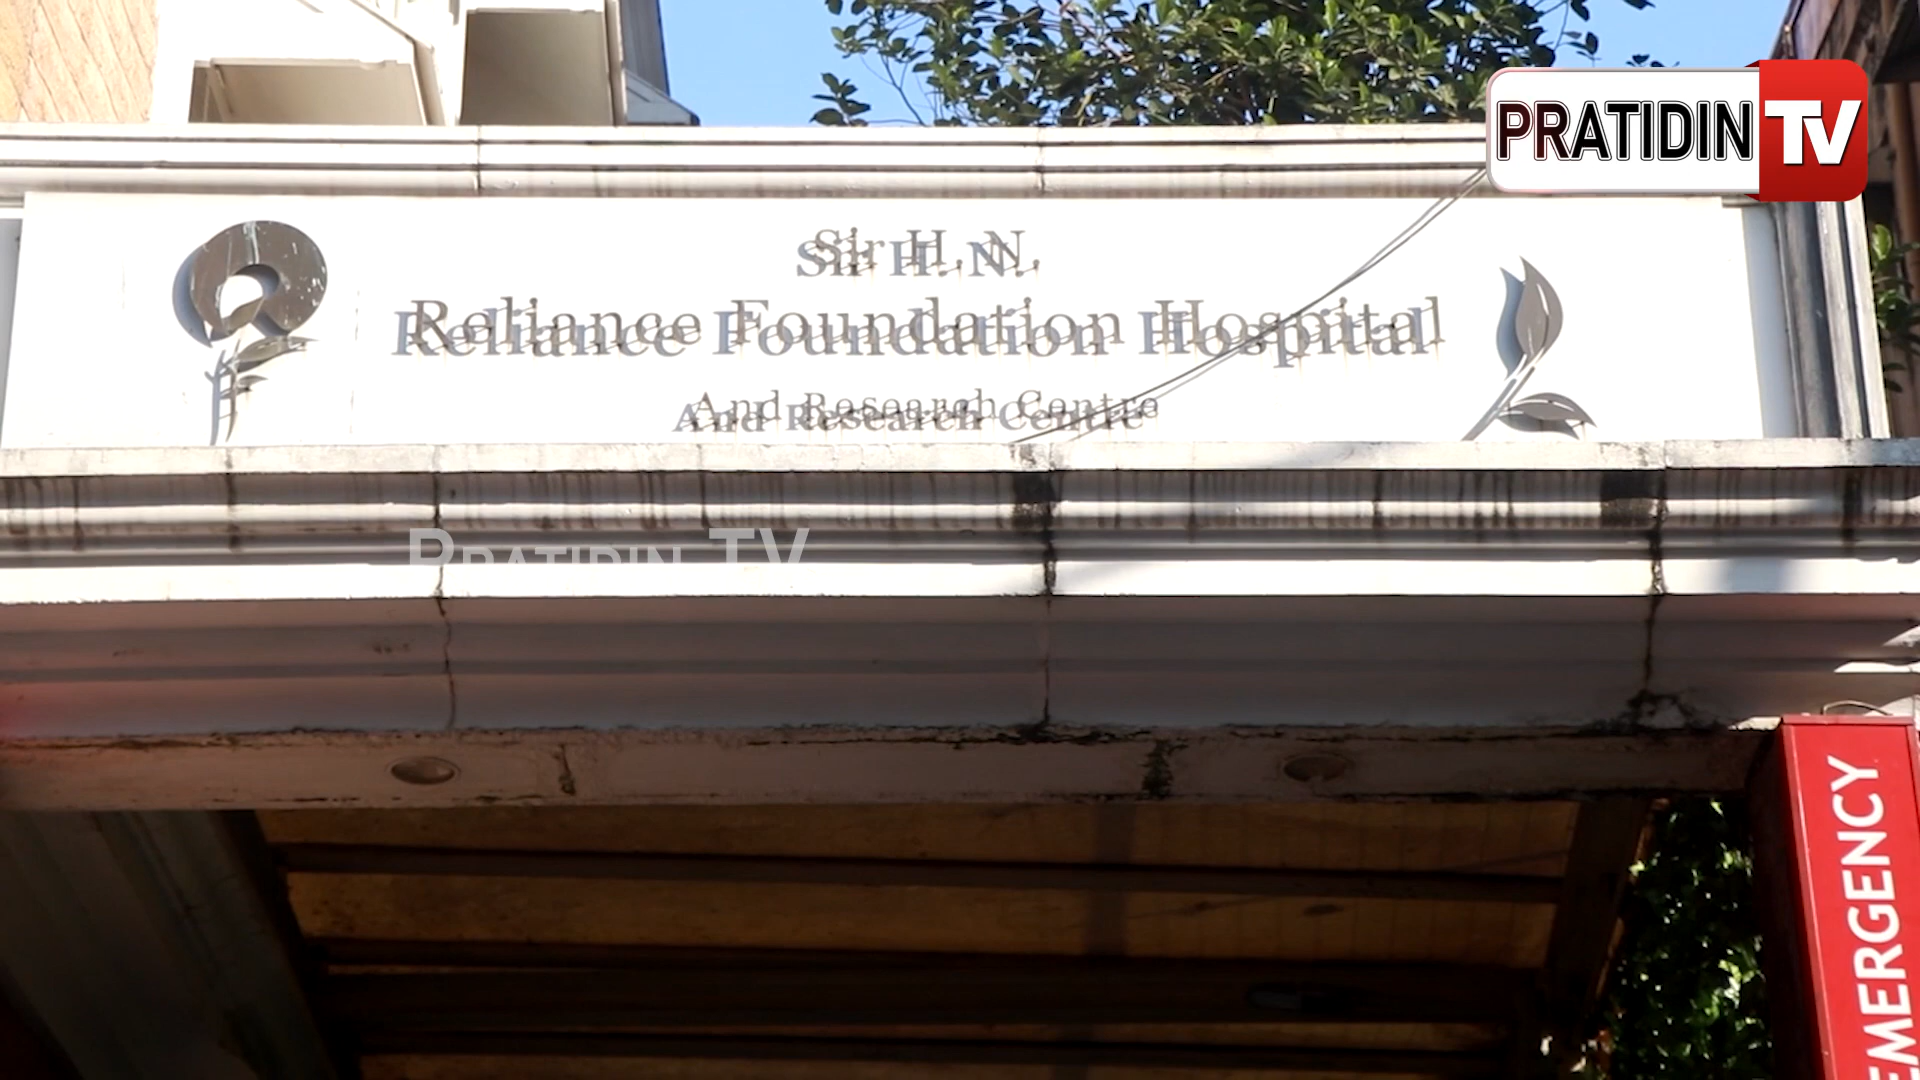 PRATIDIN TV
Sir H. N.
Reliance Foundation Hospital
And Research Centre
PRATIDIN TV
EMERGENCY